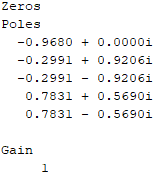 Zeros
Poles
-0.9680 + 0.0000i
-0.2991 + 0.9206i
-0.2991 - 0.9206i
0.7831 + 0.5690i
0.7831 - 0.5690i
Gain
1